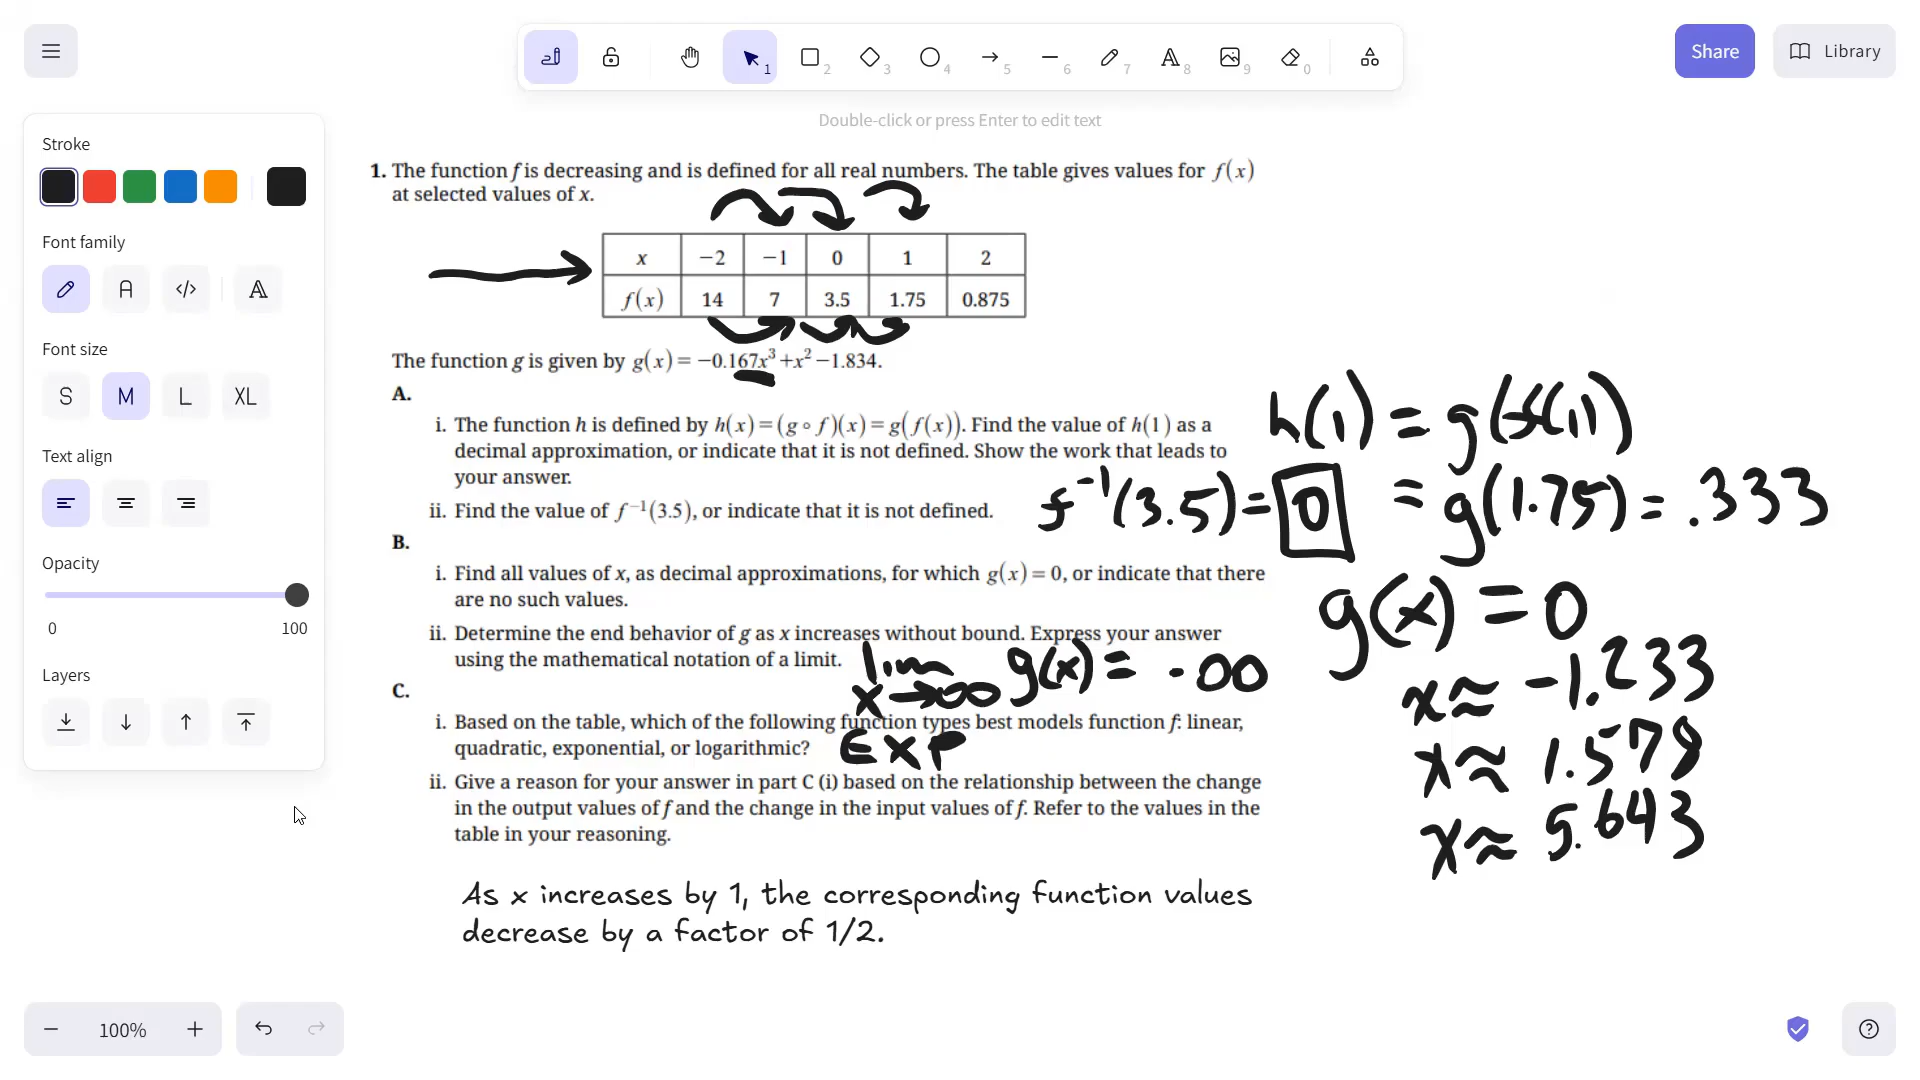 Share
Library
1
2
3
4
5
6
7
8
9
0
Double-click or press Enter to edit text
Stroke
Font family
Font size
S M L XL
Text align
Opacity
0 100
Layers
100%
1. The function f is decreasing and is defined for all real numbers. The table gives values for f(x)
at selected values of x.
x −2 −1 0 1 2
f(x) 14 7 3.5 1.75 0.875
The function g is given by g(x) = −0.167x³ + x² − 1.834.
A.
i. The function h is defined by h(x) = (g ∘ f)(x) = g(f(x)). Find the value of h(1) as a
decimal approximation, or indicate that it is not defined. Show the work that leads to
your answer.
ii. Find the value of f⁻¹(3.5), or indicate that it is not defined.
h(1) = g(f(1))
= g(1.75) = .333
f⁻¹(3.5) = 0
B.
i. Find all values of x, as decimal approximations, for which g(x) = 0, or indicate that there
are no such values.
ii. Determine the end behavior of g as x increases without bound. Express your answer
using the mathematical notation of a limit.
lim g(x) = -∞
x→∞
g(x) = 0
x ≈ -1.233
x ≈ 1.578
x ≈ 5.643
C.
i. Based on the table, which of the following function types best models function f: linear,
quadratic, exponential, or logarithmic?
EXP
ii. Give a reason for your answer in part C (i) based on the relationship between the change
in the output values of f and the change in the input values of f. Refer to the values in the
table in your reasoning.
As x increases by 1, the corresponding function values
decrease by a factor of 1/2.